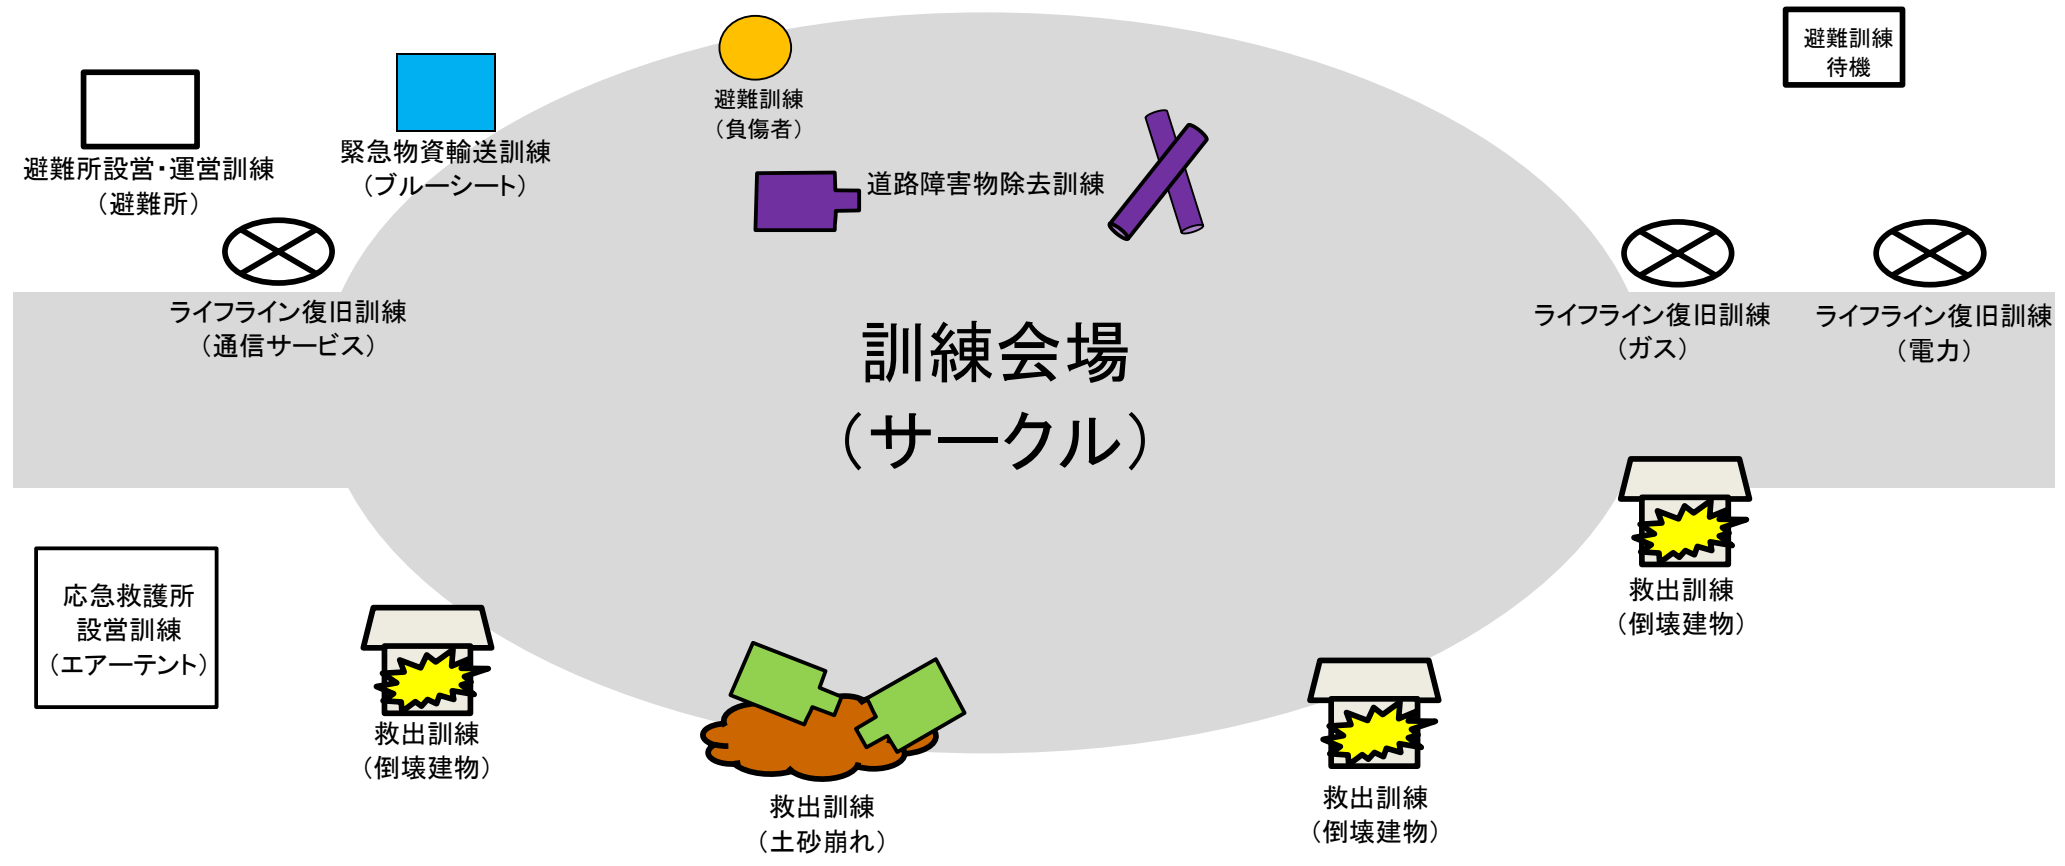 避難訓練
待機
避難訓練
（負傷者）
緊急物資輸送訓練
（ブルーシート）
避難所設営・運営訓練
（避難所）
道路障害物除去訓練
ライフライン復旧訓練
（通信サービス）
ライフライン復旧訓練
（ガス）
ライフライン復旧訓練
（電力）
訓練会場
（サークル）
応急救護所
設営訓練
（エアーテント）
救出訓練
（倒壊建物）
救出訓練
（倒壊建物）
救出訓練
（土砂崩れ）
救出訓練
（倒壊建物）